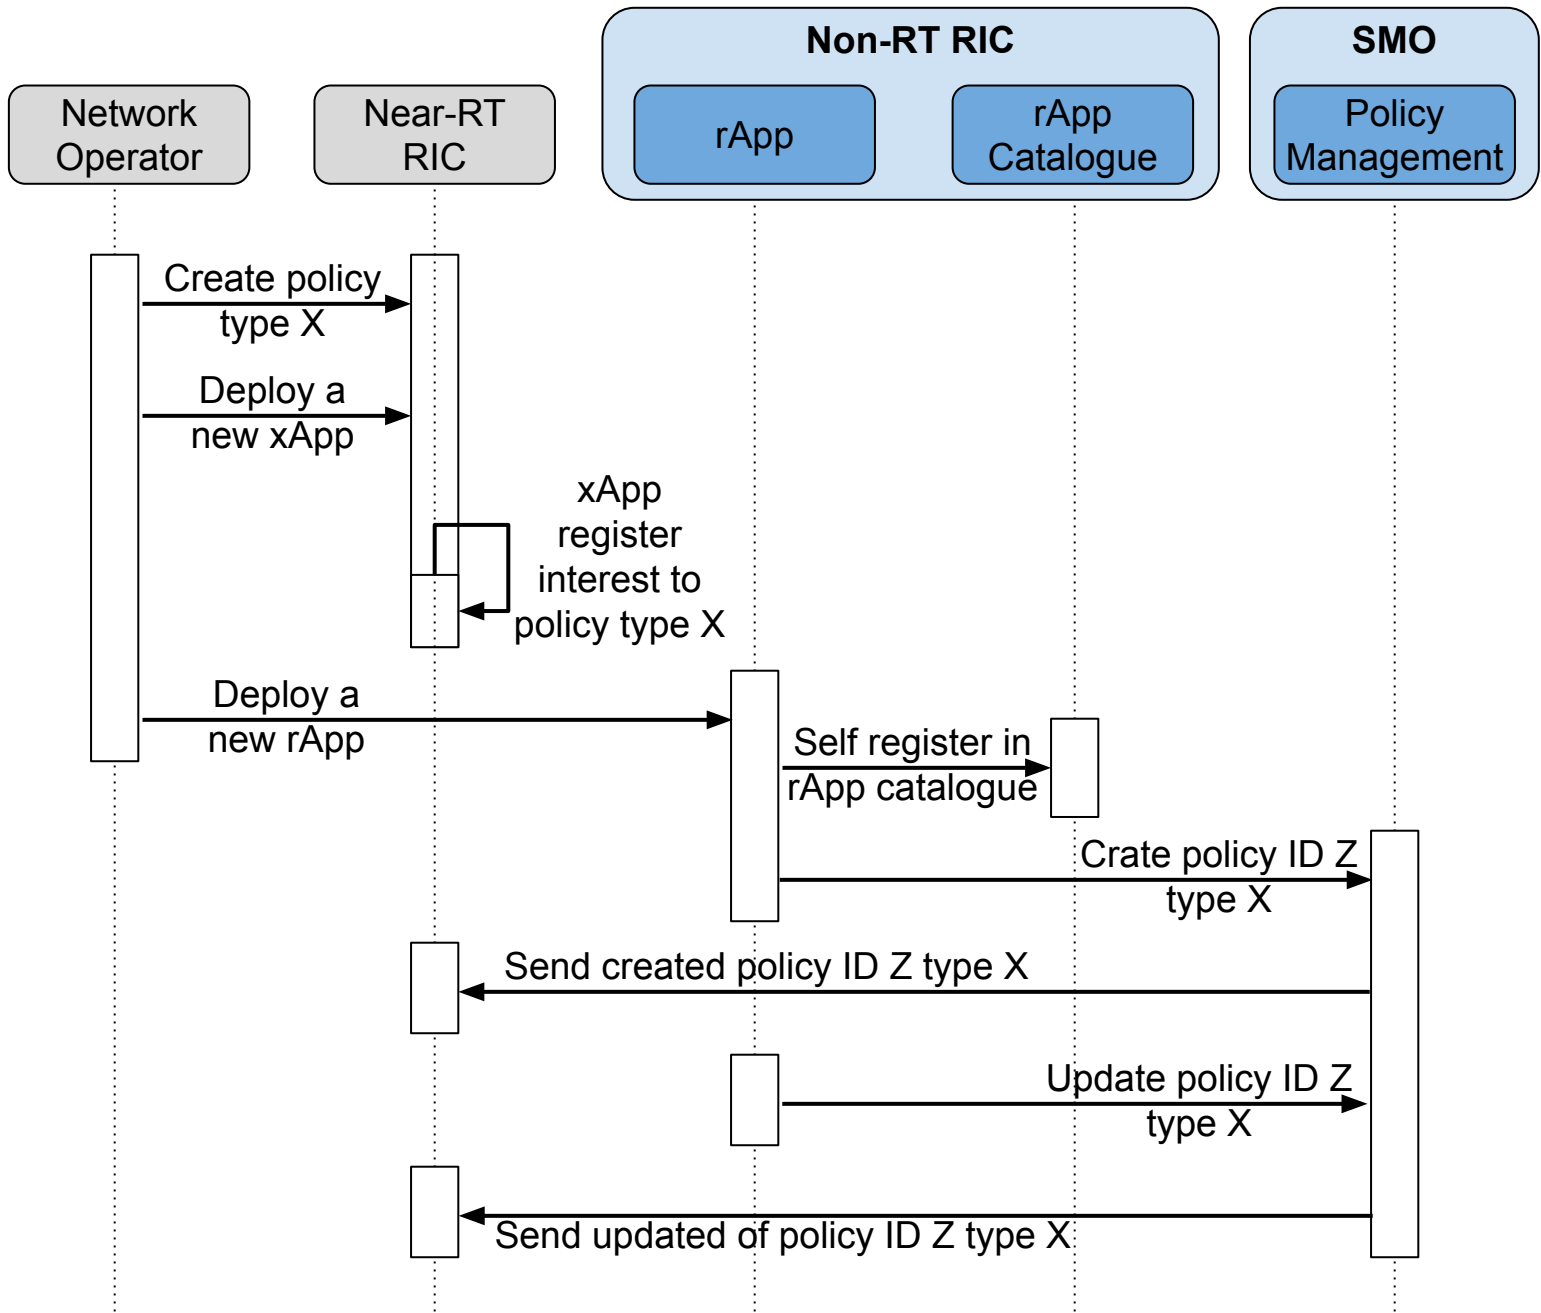 Non-RT RIC
SMO
Network
Operator
Near-RT
RIC
rApp
rApp
Catalogue
Policy
Management
Create policy
type X
Deploy a
new xApp
xApp
register
interest to
policy type X
Deploy a
new rApp
Self register in
rApp catalogue
Crate policy ID Z
type X
Send created policy ID Z type X
Update policy ID Z
type X
Send updated of policy ID Z type X